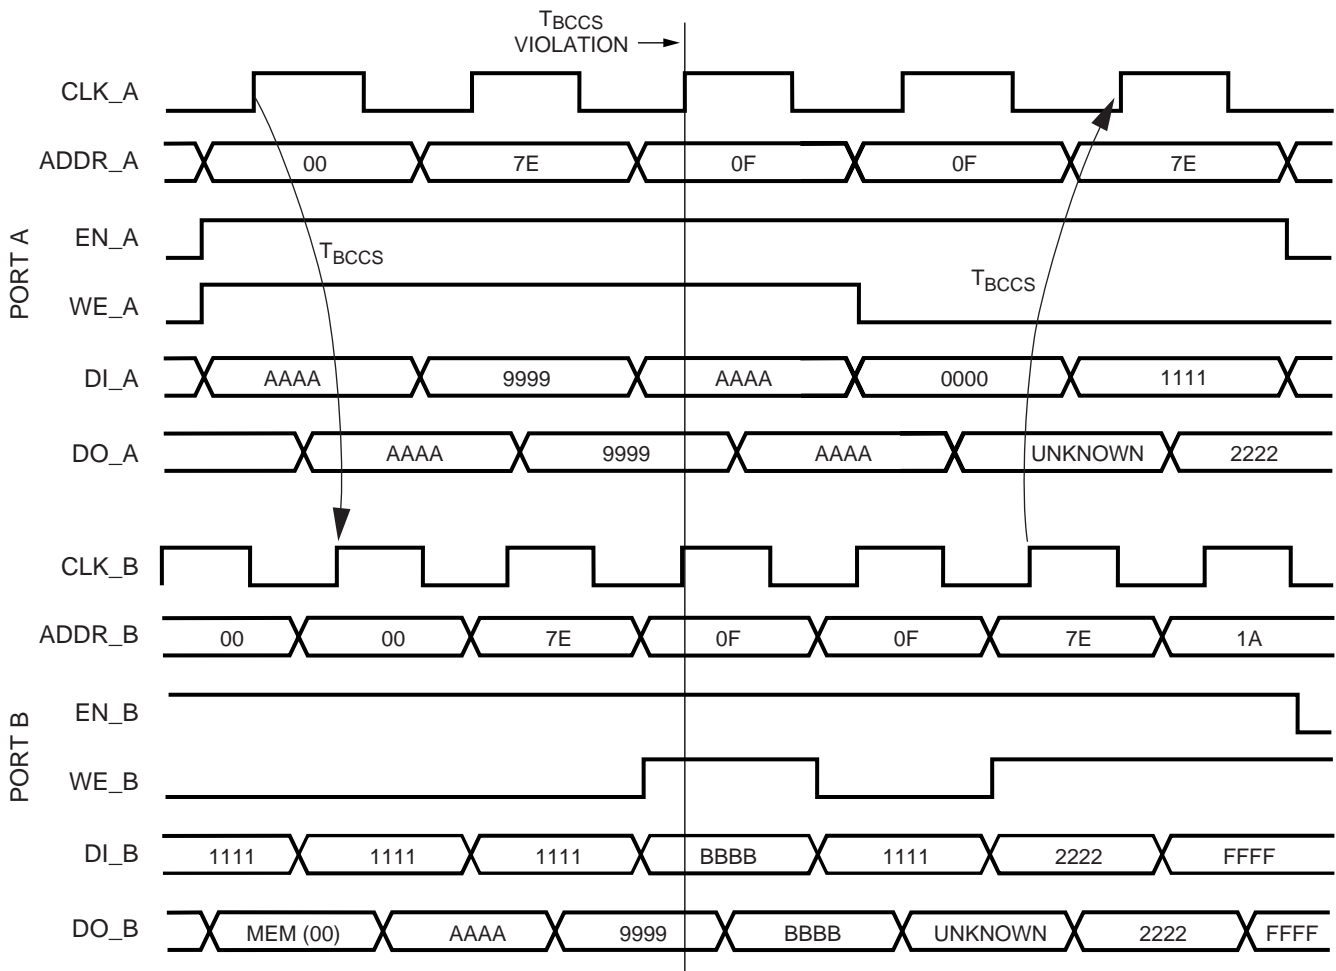 TBCCS
VIOLATION
CLK_A
ADDR_A 00 7E 0F 0F 7E
PORT A
EN_A
TBCCS
TBCCS
WE_A
DI_A AAAA 9999 AAAA 0000 1111
DO_A AAAA 9999 AAAA UNKNOWN 2222
CLK_B
ADDR_B 00 00 7E 0F 0F 7E 1A
PORT B
EN_B
WE_B
DI_B 1111 1111 1111 BBBB 1111 2222 FFFF
DO_B MEM (00) AAAA 9999 BBBB UNKNOWN 2222 FFFF